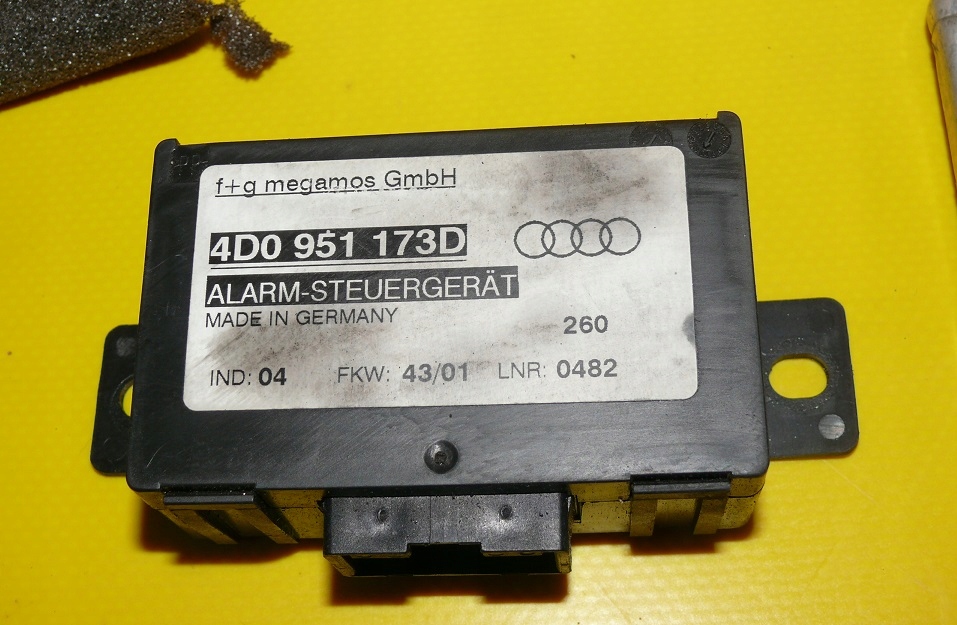 f+g megamos GmbH
4D0 951 173D
ALARM-STEUERGERÄT
MADE IN GERMANY
260
IND: 04 FKW: 43/01 LNR: 0482